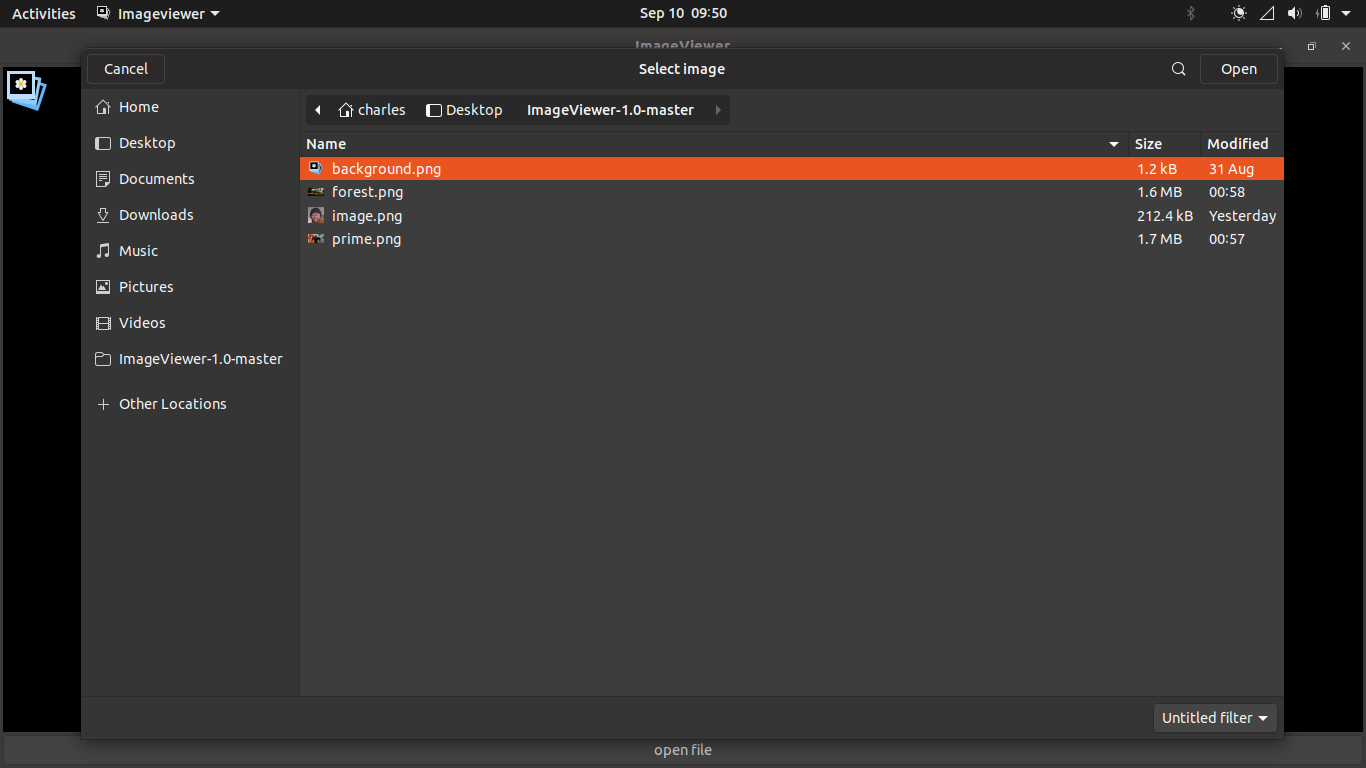 Activities Imageviewer Sep 10 09:50
ImageViewer
Cancel Select image Open
Home
Desktop
Documents
Downloads
Music
Pictures
Videos
ImageViewer-1.0-master
Other Locations
charles Desktop ImageViewer-1.0-master
Name Size Modified
background.png 1.2 kB 31 Aug
forest.png 1.6 MB 00:58
image.png 212.4 kB Yesterday
prime.png 1.7 MB 00:57
Untitled filter
open file